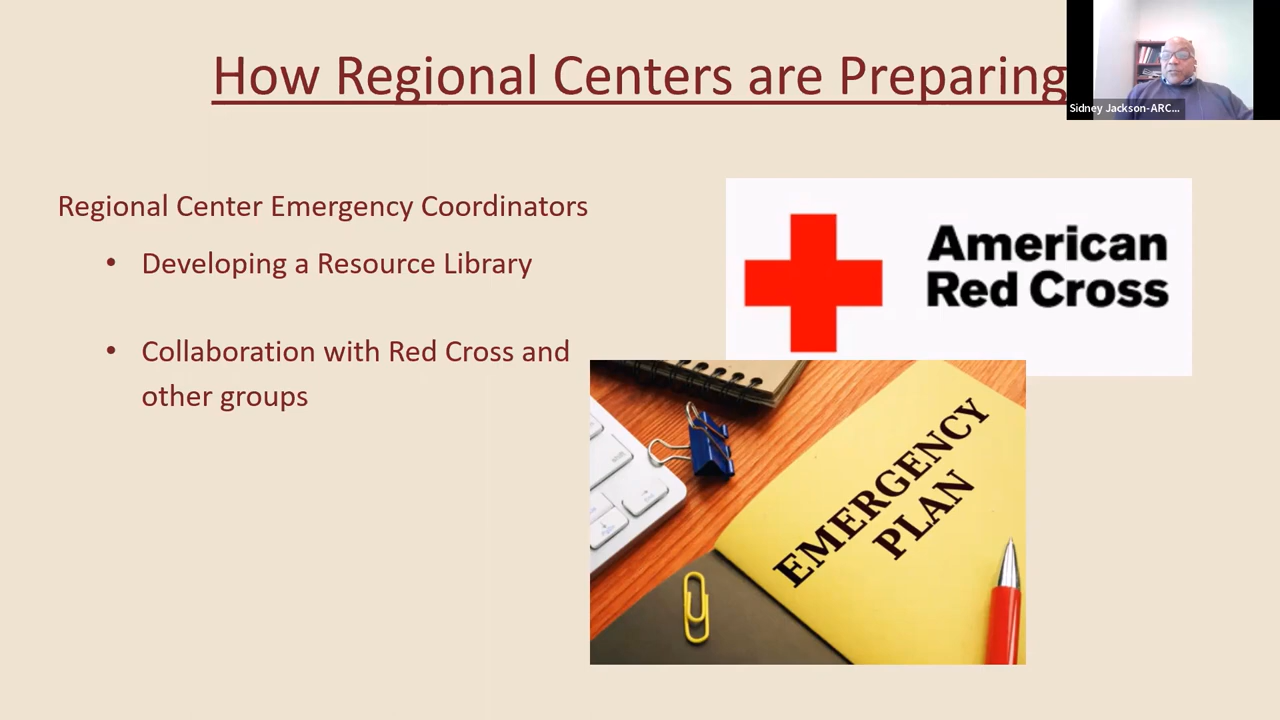 How Regional Centers are Preparing
Sidney Jackson-ARC...
Regional Center Emergency Coordinators
• Developing a Resource Library
• Collaboration with Red Cross and
other groups
American
Red Cross
EMERGENCY
PLAN